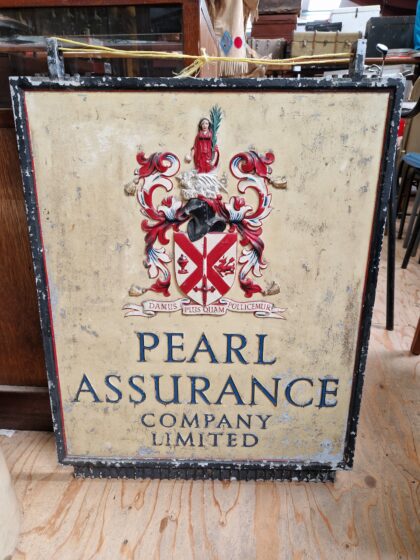 DAMUS PLUS QUAM POLLICEMUR
PEARL
ASSURANCE
COMPANY
LIMITED